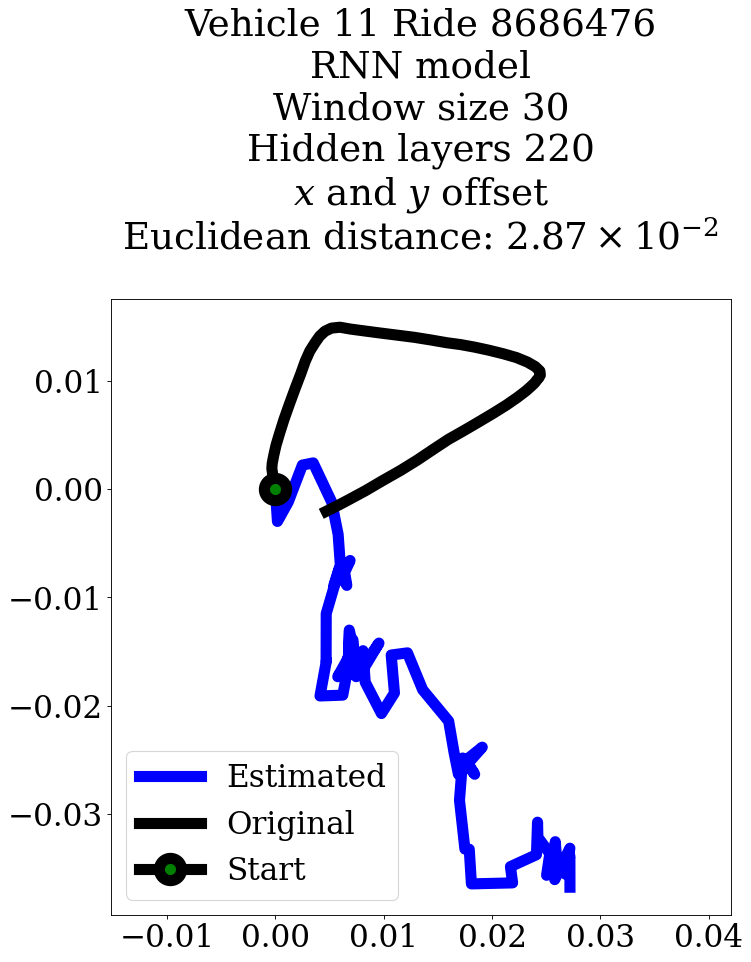 Vehicle 11 Ride 8686476
RNN model
Window size 30
Hidden layers 220
x and y offset
Euclidean distance: 2.87 × 10⁻²
0.01
0.00
−0.01
−0.02
−0.03
Estimated
Original
Start
−0.01 0.00 0.01 0.02 0.03 0.04